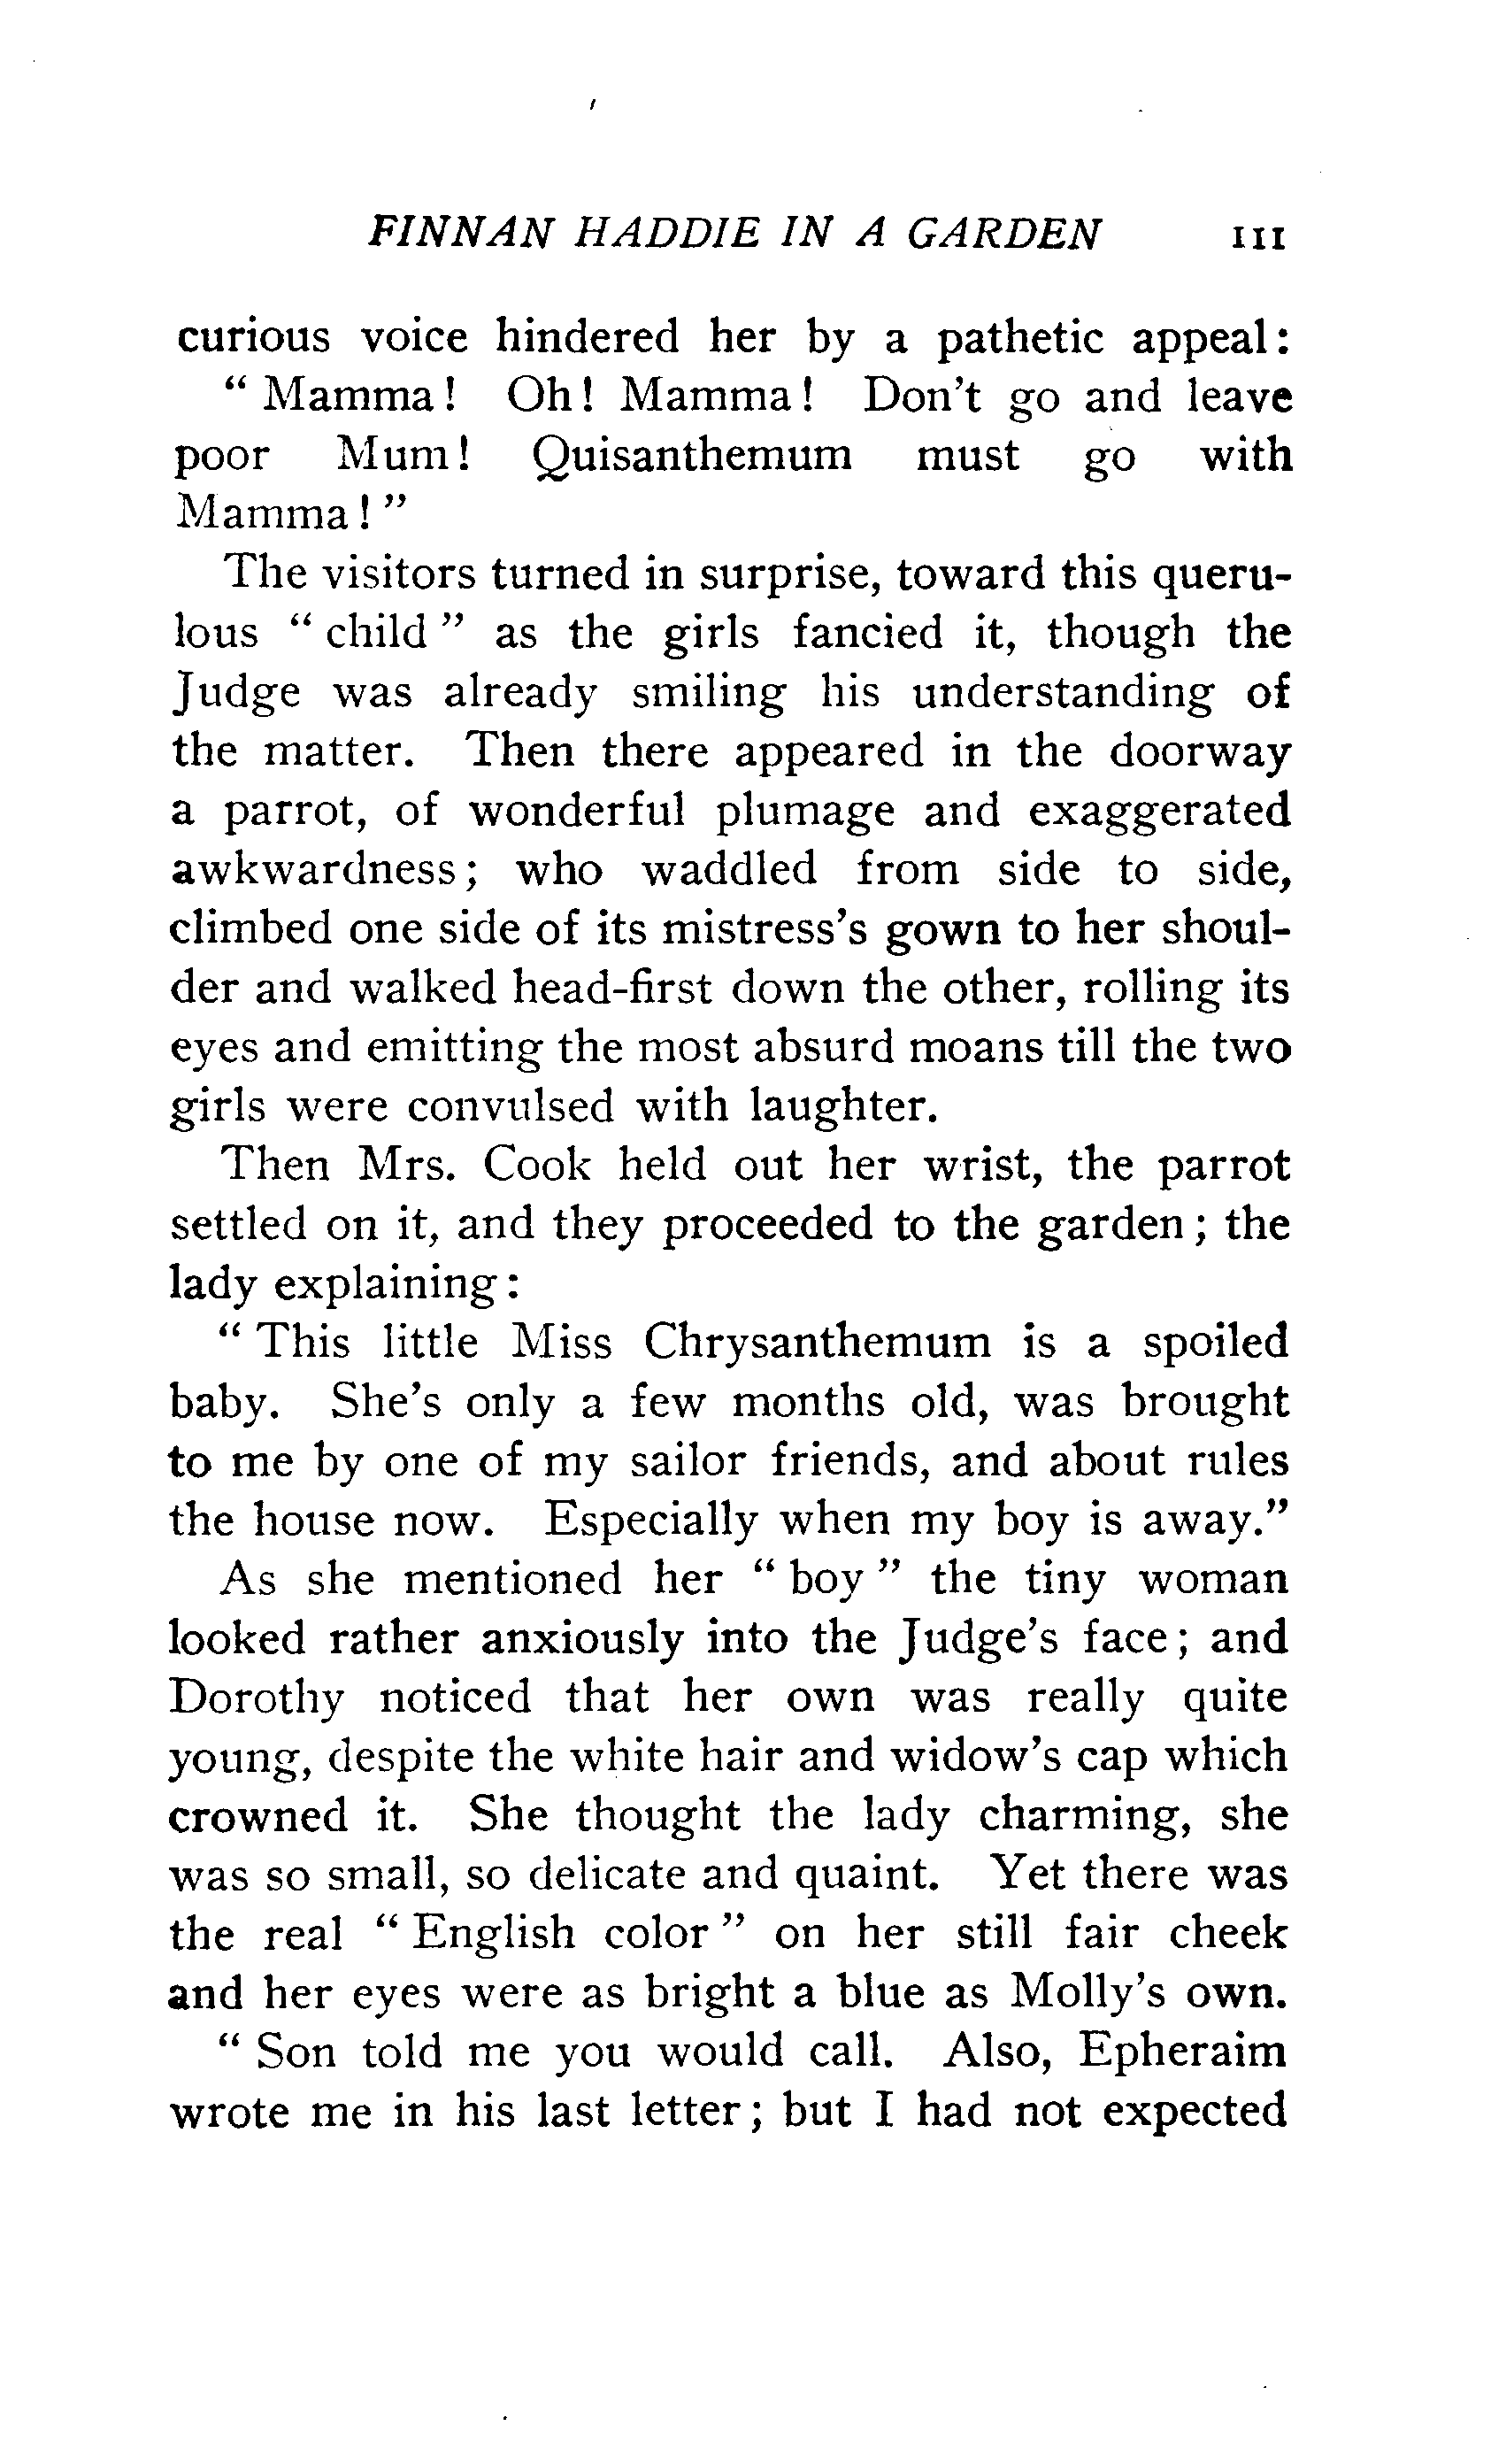 FINNAN HADDIE IN A GARDEN 111
curious voice hindered her by a pathetic appeal:
“ Mamma! Oh! Mamma! Don't go and leave
poor Mum! Quisanthemum must go with
Mamma!”
The visitors turned in surprise, toward this queru-
lous “ child ” as the girls fancied it, though the
Judge was already smiling his understanding of
the matter. Then there appeared in the doorway
a parrot, of wonderful plumage and exaggerated
awkwardness; who waddled from side to side,
climbed one side of its mistress's gown to her shoul-
der and walked head-first down the other, rolling its
eyes and emitting the most absurd moans till the two
girls were convulsed with laughter.
Then Mrs. Cook held out her wrist, the parrot
settled on it, and they proceeded to the garden; the
lady explaining:
“ This little Miss Chrysanthemum is a spoiled
baby. She's only a few months old, was brought
to me by one of my sailor friends, and about rules
the house now. Especially when my boy is away.”
As she mentioned her “ boy ” the tiny woman
looked rather anxiously into the Judge's face; and
Dorothy noticed that her own was really quite
young, despite the white hair and widow's cap which
crowned it. She thought the lady charming, she
was so small, so delicate and quaint. Yet there was
the real “ English color ” on her still fair cheek
and her eyes were as bright a blue as Molly's own.
“ Son told me you would call. Also, Epheraim
wrote me in his last letter; but I had not expected